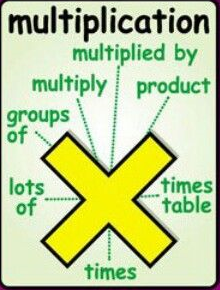 multiplication
multiplied by
multiply product
groups
of
lots
of
times
table
times